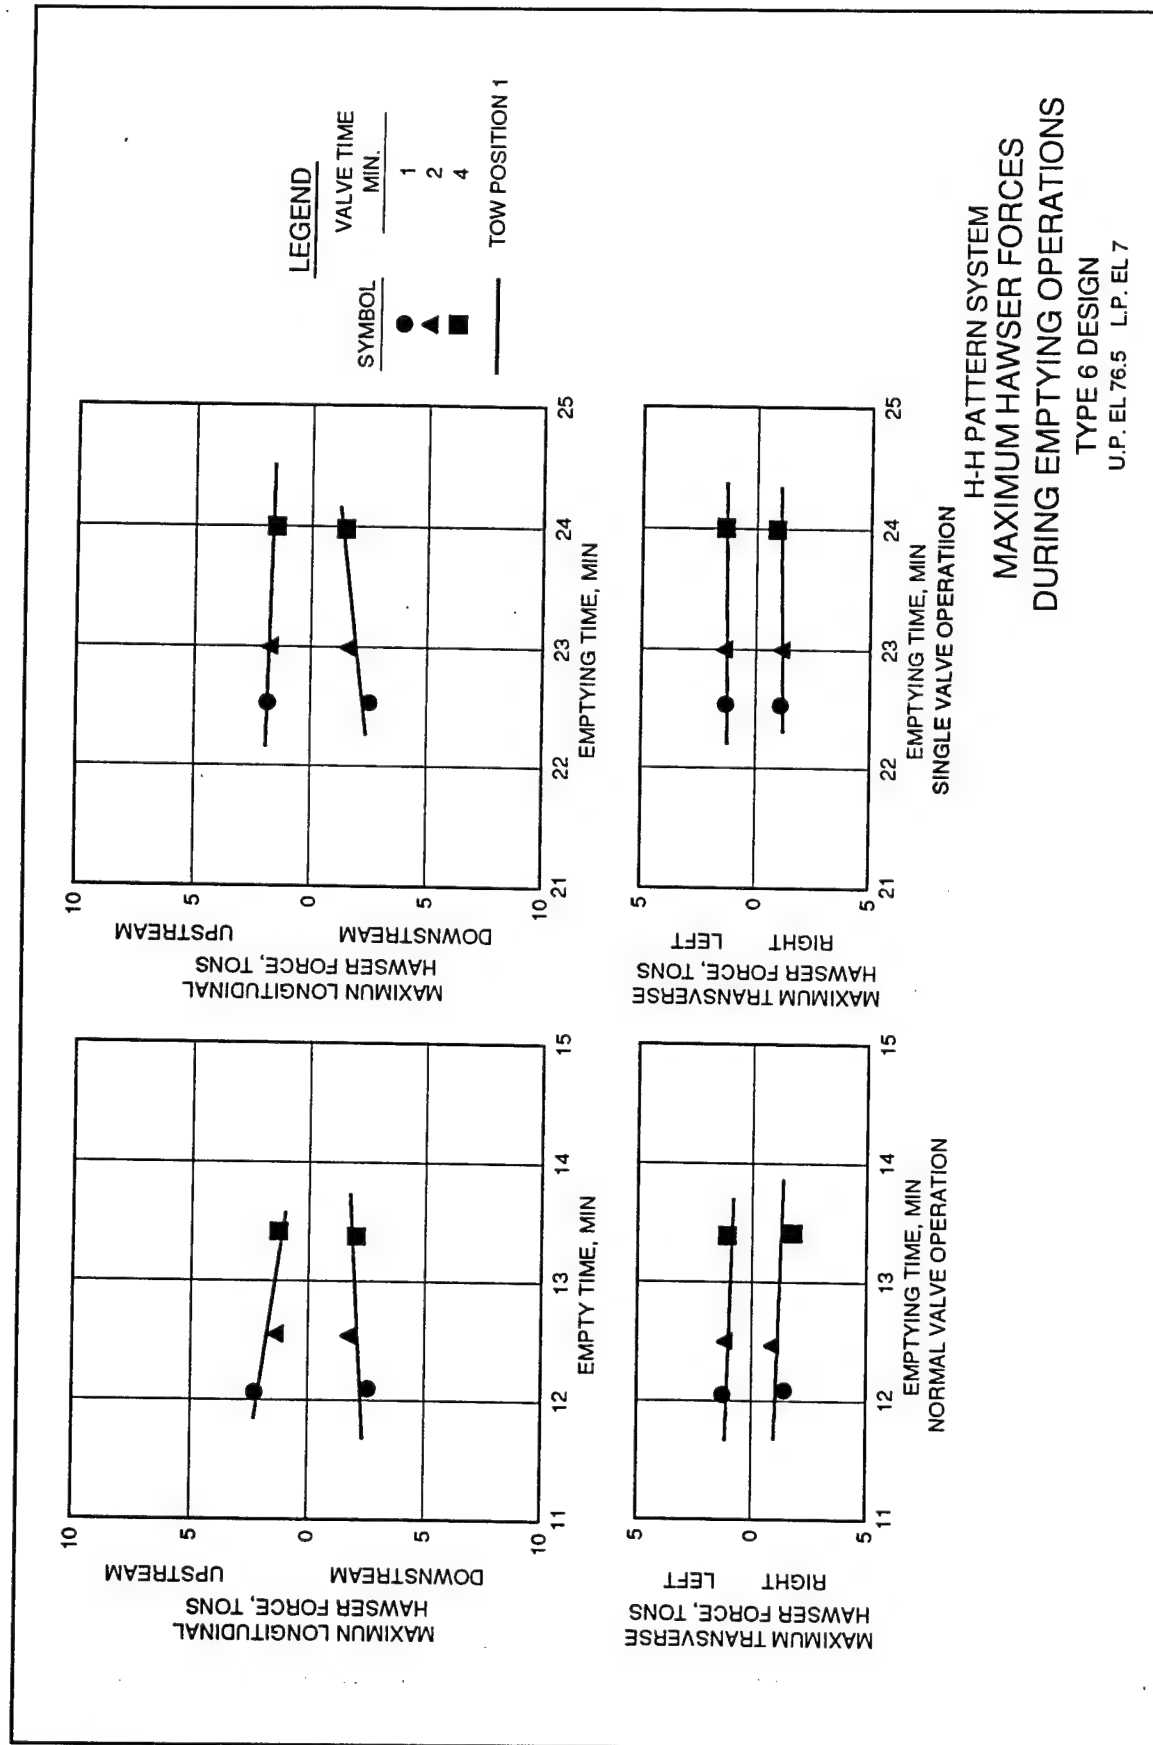 10
5
0
5
10
UPSTREAM
DOWNSTREAM
MAXIMUN LONGITUDINAL
HAWSER FORCE, TONS
11
12
13
14
15
EMPTY TIME, MIN
5
0
5
LEFT
RIGHT
MAXIMUM TRANSVERSE
HAWSER FORCE, TONS
11
12
13
14
15
EMPTYING TIME, MIN
NORMAL VALVE OPERATION
10
5
0
5
10
UPSTREAM
DOWNSTREAM
MAXIMUN LONGITUDINAL
HAWSER FORCE, TONS
21
22
23
24
25
EMPTYING TIME, MIN
5
0
5
LEFT
RIGHT
MAXIMUM TRANSVERSE
HAWSER FORCE, TONS
21
22
23
24
25
EMPTYING TIME, MIN
SINGLE VALVE OPERATIION
LEGEND
SYMBOL
VALVE TIME
MIN.
1
2
4
TOW POSITION 1
H-H PATTERN SYSTEM
MAXIMUM HAWSER FORCES
DURING EMPTYING OPERATIONS
TYPE 6 DESIGN
U.P. EL 76.5 L.P. EL 7